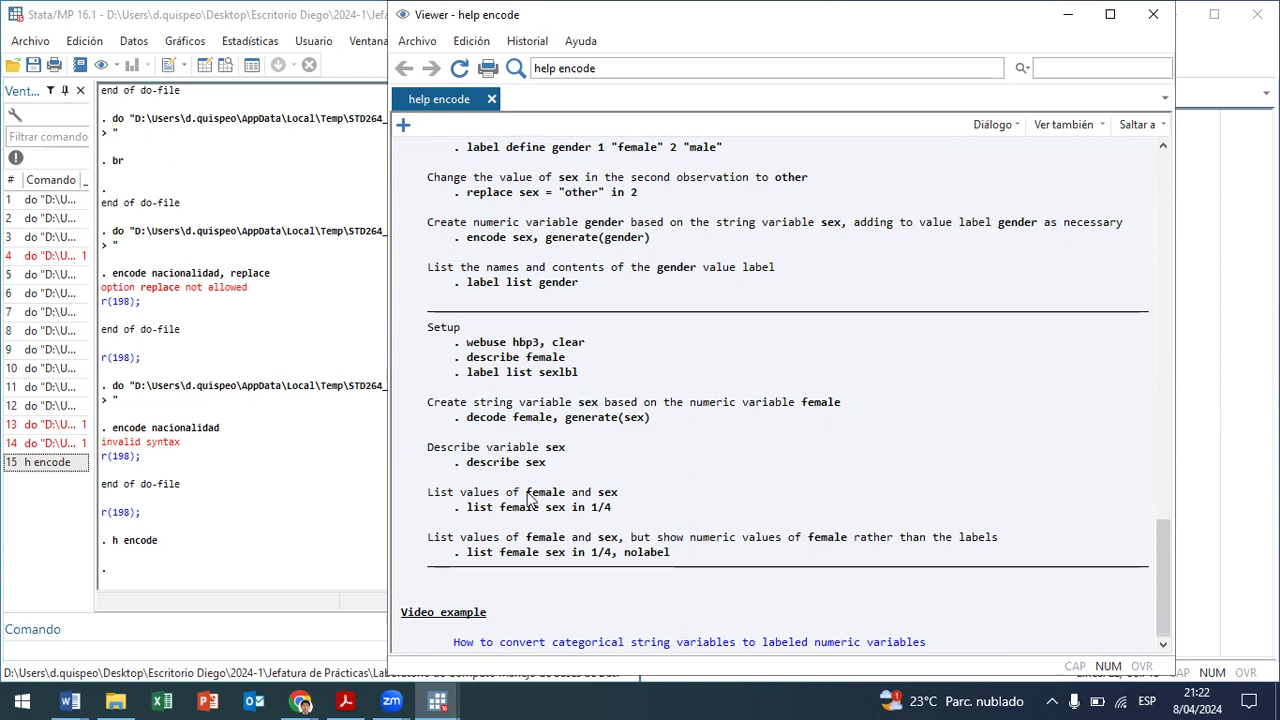 Stata/MP 16.1 - D:\Users\d.quispeo\Desktop\Escritorio Diego\2024-1\Jefa
Viewer - help encode
Archivo Edición Datos Gráficos Estadísticas Usuario Ventana
Archivo Edición Historial Ayuda
help encode
Vent...
help encode
Filtrar comando
Diálogo Ver también Saltar a
# Comando
1 do "D:\U...
2 do "D:\U...
3 do "D:\U...
4 do "D:\U... 1
5 do "D:\U...
6 do "D:\U...
7 do "D:\U...
8 do "D:\U...
9 do "D:\U...
10 do "D:\U...
11 do "D:\U...
12 do "D:\U...
13 do "D:\U... 1
14 do "D:\U... 1
15 h encode
end of do-file
. do "D:\Users\d.quispeo\AppData\Local\Temp\STD264_
> "
. br
.
end of do-file
. do "D:\Users\d.quispeo\AppData\Local\Temp\STD264_
> "
. encode nacionalidad, replace
option replace not allowed
r(198);
end of do-file
r(198);
. do "D:\Users\d.quispeo\AppData\Local\Temp\STD264_
> "
. encode nacionalidad
invalid syntax
r(198);
end of do-file
r(198);
. h encode
.
. label define gender 1 "female" 2 "male"
Change the value of sex in the second observation to other
. replace sex = "other" in 2
Create numeric variable gender based on the string variable sex, adding to value label gender as necessary
. encode sex, generate(gender)
List the names and contents of the gender value label
. label list gender
Setup
. webuse hbp3, clear
. describe female
. label list sexlbl
Create string variable sex based on the numeric variable female
. decode female, generate(sex)
Describe variable sex
. describe sex
List values of female and sex
. list female sex in 1/4
List values of female and sex, but show numeric values of female rather than the labels
. list female sex in 1/4, nolabel
Video example
How to convert categorical string variables to labeled numeric variables
Comando
CAP NUM OVR
D:\Users\d.quispeo\Desktop\Escritorio Diego\2024-1\Jefatura de Prácticas\
CAP NUM OVR
1
23°C Parc. nublado
ESP
21:22
8/04/2024